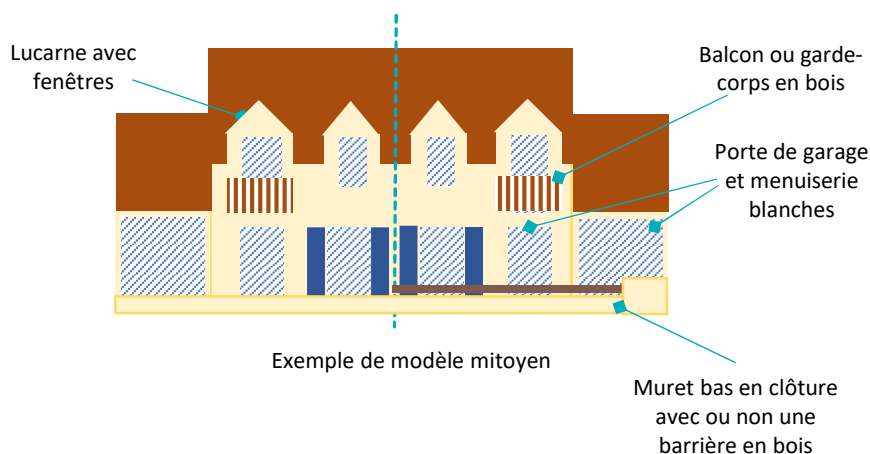 Lucarne avec
fenêtres
Balcon ou garde-
corps en bois
Porte de garage
et menuiserie
blanches
Exemple de modèle mitoyen
Muret bas en clôture
avec ou non une
barrière en bois